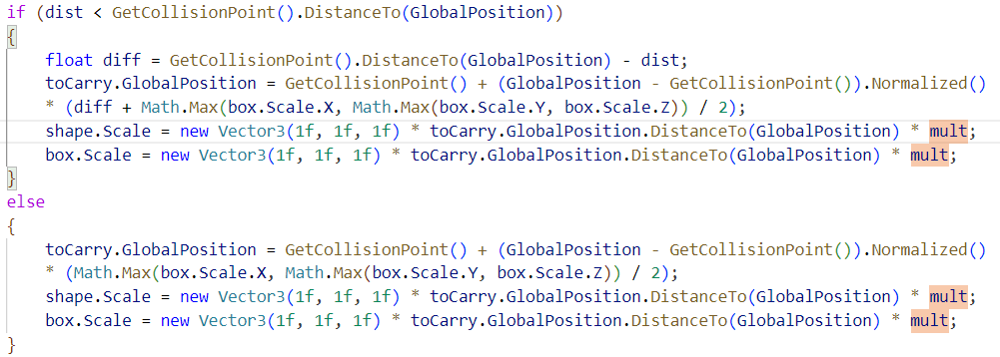 if (dist < GetCollisionPoint().DistanceTo(GlobalPosition))
{
float diff = GetCollisionPoint().DistanceTo(GlobalPosition) - dist;
toCarry.GlobalPosition = GetCollisionPoint() + (GlobalPosition - GetCollisionPoint()).Normalized()
* (diff + Math.Max(box.Scale.X, Math.Max(box.Scale.Y, box.Scale.Z)) / 2);
shape.Scale = new Vector3(1f, 1f, 1f) * toCarry.GlobalPosition.DistanceTo(GlobalPosition) * mult;
box.Scale = new Vector3(1f, 1f, 1f) * toCarry.GlobalPosition.DistanceTo(GlobalPosition) * mult;
}
else
{
toCarry.GlobalPosition = GetCollisionPoint() + (GlobalPosition - GetCollisionPoint()).Normalized()
* (Math.Max(box.Scale.X, Math.Max(box.Scale.Y, box.Scale.Z)) / 2);
shape.Scale = new Vector3(1f, 1f, 1f) * toCarry.GlobalPosition.DistanceTo(GlobalPosition) * mult;
box.Scale = new Vector3(1f, 1f, 1f) * toCarry.GlobalPosition.DistanceTo(GlobalPosition) * mult;
}